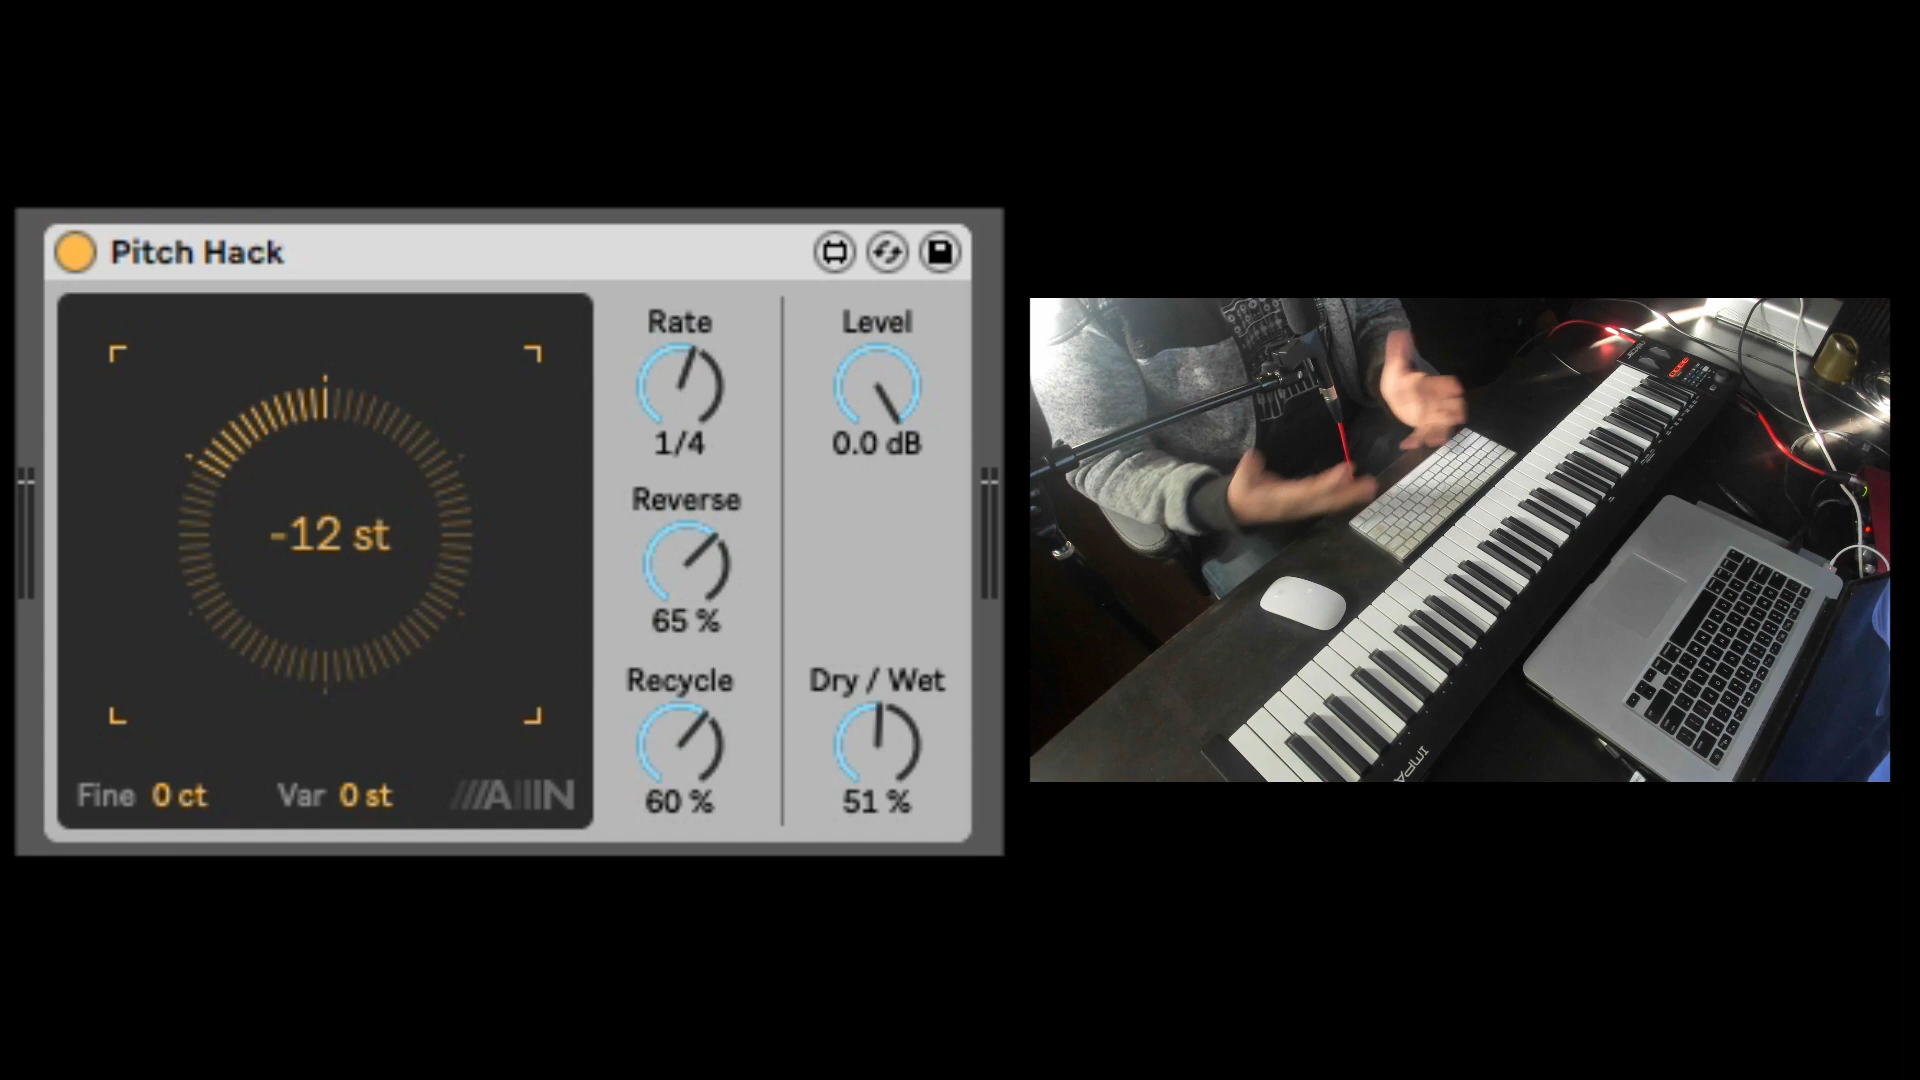 Pitch Hack
-12 st
Fine 0 ct
Var 0 st
Rate
1/4
Reverse
65 %
Recycle
60 %
Level
0.0 dB
Dry / Wet
51 %
IMPA